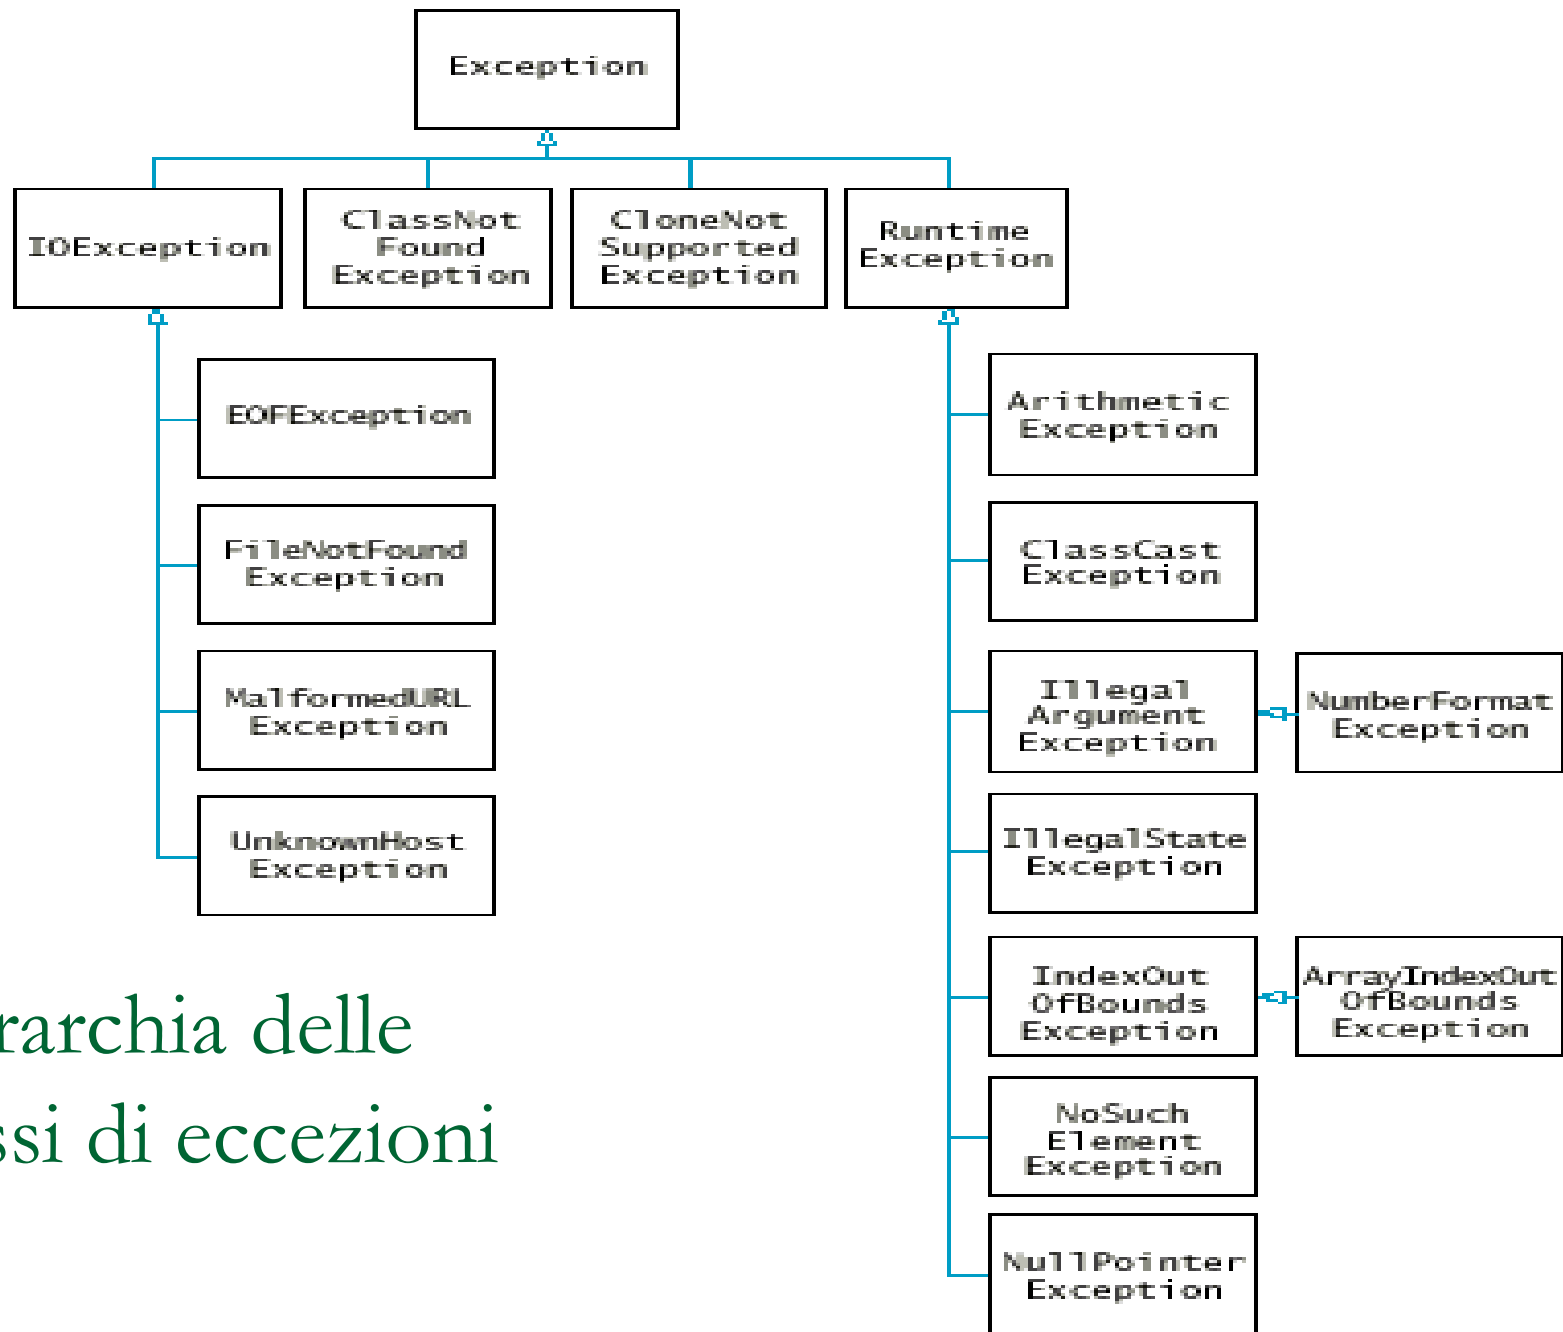 Exception
IOException
ClassNot
Found
Exception
CloneNot
Supported
Exception
Runtime
Exception
EOFException
FileNotFound
Exception
MalformedURL
Exception
UnknownHost
Exception
Arithmetic
Exception
ClassCast
Exception
Illegal
Argument
Exception
NumberFormat
Exception
IllegalState
Exception
IndexOut
OfBounds
Exception
ArrayIndexOut
OfBounds
Exception
NoSuch
Element
Exception
NullPointer
Exception
rarchia delle
ssi di eccezioni